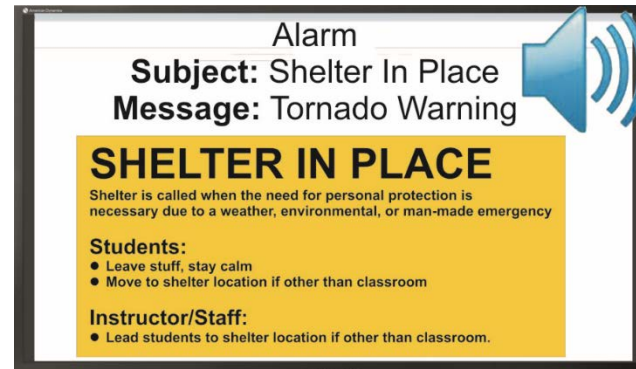 Alarm
Subject: Shelter In Place
Message: Tornado Warning
SHELTER IN PLACE
Shelter is called when the need for personal protection is
necessary due to a weather, environmental, or man-made emergency
Students:
● Leave stuff, stay calm
● Move to shelter location if other than classroom
Instructor/Staff:
● Lead students to shelter location if other than classroom.